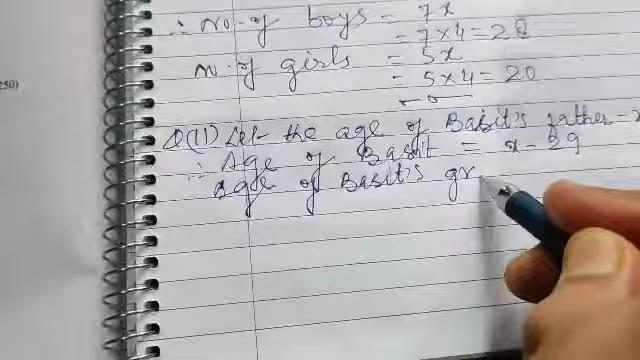 250)
∴ no. of boys = 7x
= 7×4=28
no. of girls = 5x
= 5×4=20
Q(11) Let the age of Basit's father = x
∴ Age of Basit = x - 29
Age of Basit's gr